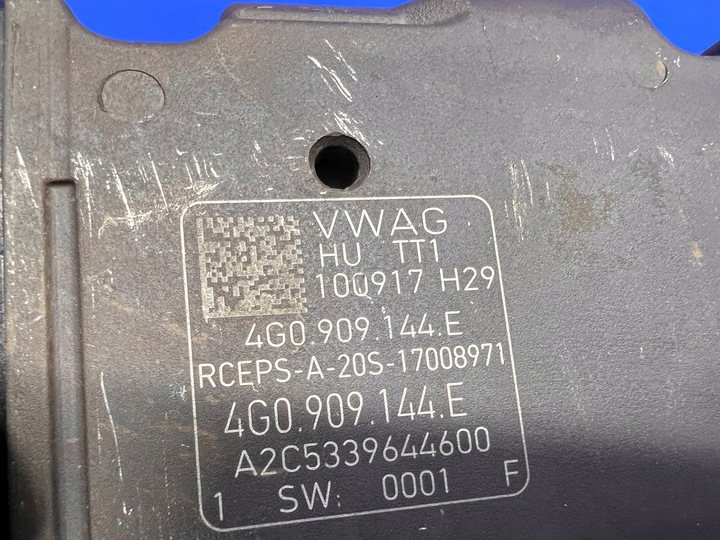 VWAG
HU TT1
100917 H29
4G0.909.144.E
RCEPS-A-20S-17008971
4G0.909.144.E
A2C5339644600
1 SW: 0001 F